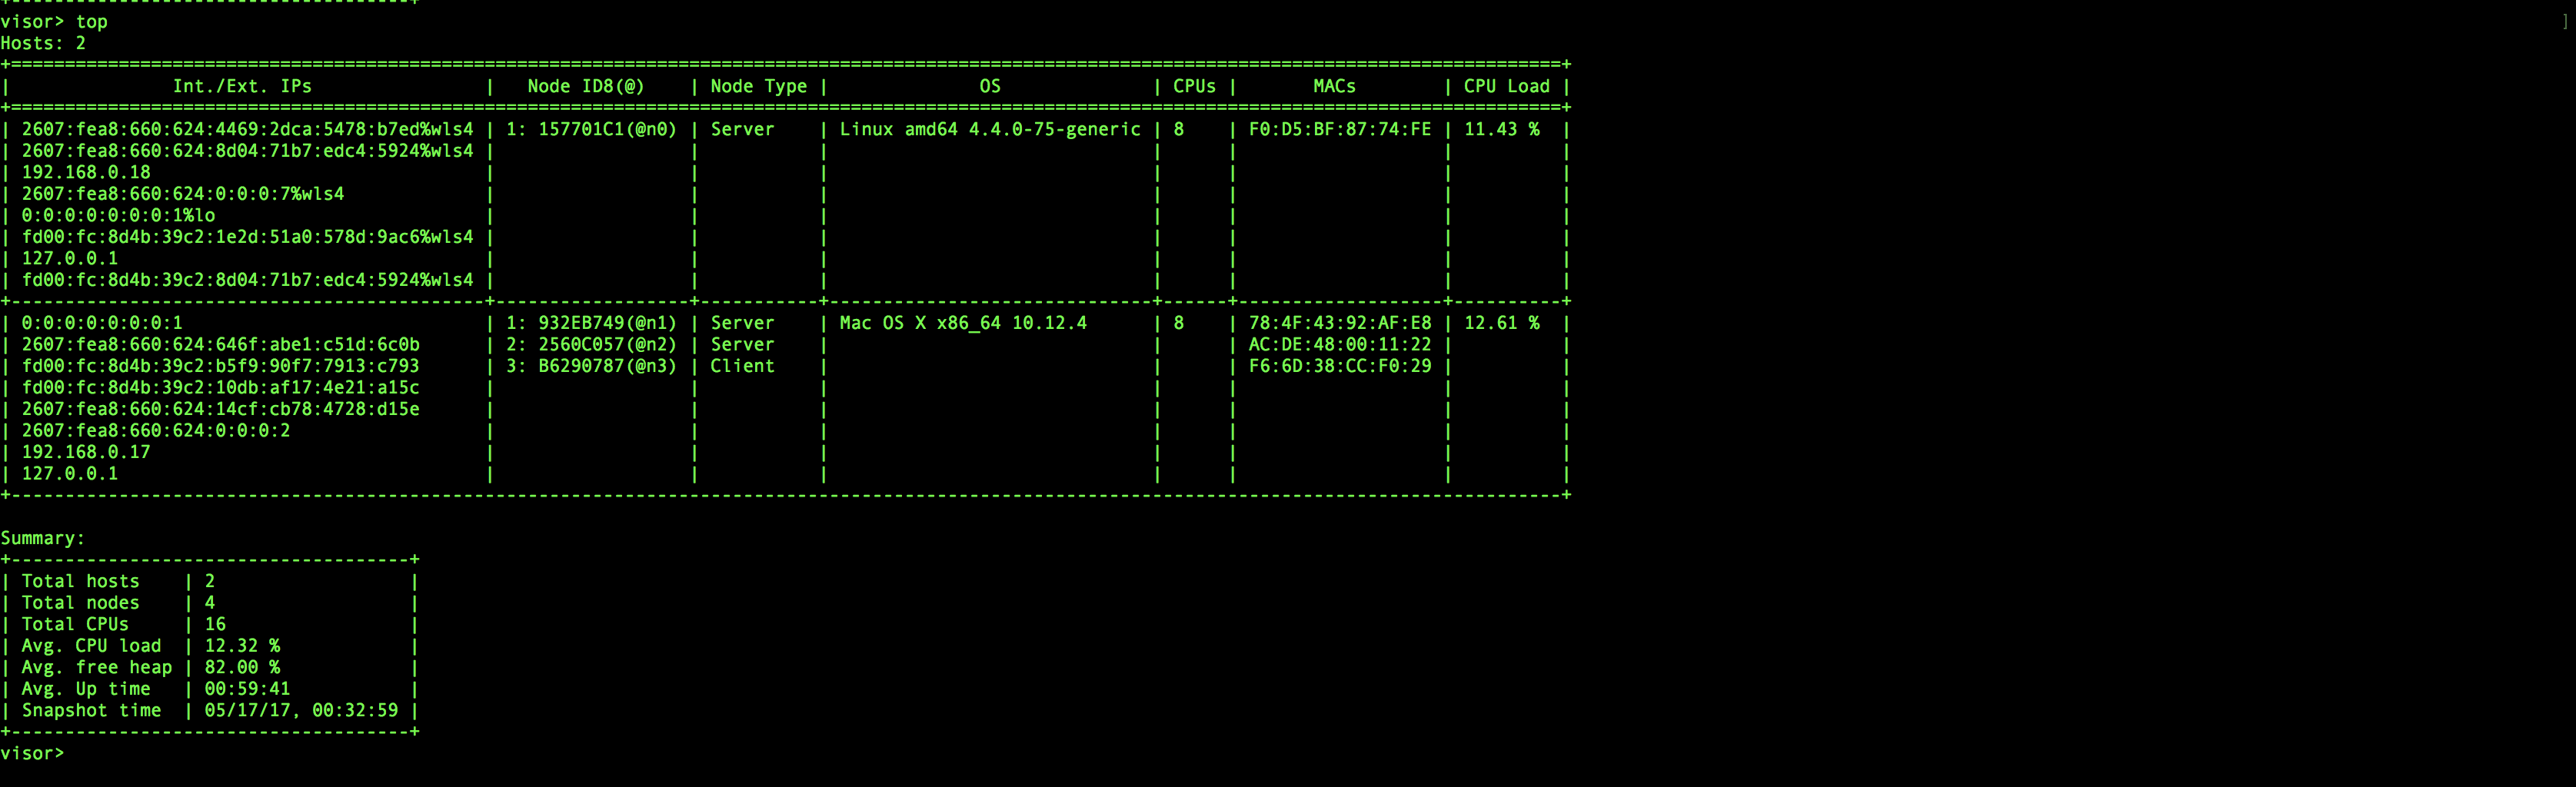 visor> top
Hosts: 2
+================================================================================================================================================+
| Int./Ext. IPs | Node ID8(@) | Node Type | OS | CPUs | MACs | CPU Load |
+================================================================================================================================================+
| 2607:fea8:660:624:4469:2dca:5478:b7ed%wls4 | 1: 157701C1(@n0) | Server | Linux amd64 4.4.0-75-generic | 8 | F0:D5:BF:87:74:FE | 11.43 % |
| 2607:fea8:660:624:8d04:71b7:edc4:5924%wls4 | | | | | | |
| 192.168.0.18 | | | | | | |
| 2607:fea8:660:624:0:0:0:7%wls4 | | | | | | |
| 0:0:0:0:0:0:0:1%lo | | | | | | |
| fd00:fc:8d4b:39c2:1e2d:51a0:578d:9ac6%wls4 | | | | | | |
| 127.0.0.1 | | | | | | |
| fd00:fc:8d4b:39c2:8d04:71b7:edc4:5924%wls4 | | | | | | |
+--------------------------------------------+------------------+-----------+------------------------------+------+-------------------+----------+
| 0:0:0:0:0:0:0:1 | 1: 932EB749(@n1) | Server | Mac OS X x86_64 10.12.4 | 8 | 78:4F:43:92:AF:E8 | 12.61 % |
| 2607:fea8:660:624:646f:abe1:c51d:6c0b | 2: 2560C057(@n2) | Server | | | AC:DE:48:00:11:22 | |
| fd00:fc:8d4b:39c2:b5f9:90f7:7913:c793 | 3: B6290787(@n3) | Client | | | F6:6D:38:CC:F0:29 | |
| fd00:fc:8d4b:39c2:10db:af17:4e21:a15c | | | | | | |
| 2607:fea8:660:624:14cf:cb78:4728:d15e | | | | | | |
| 2607:fea8:660:624:0:0:0:2 | | | | | | |
| 192.168.0.17 | | | | | | |
| 127.0.0.1 | | | | | | |
+------------------------------------------------------------------------------------------------------------------------------------------------+
Summary:
+-------------------------------------+
| Total hosts | 2 |
| Total nodes | 4 |
| Total CPUs | 16 |
| Avg. CPU load | 12.32 % |
| Avg. free heap | 82.00 % |
| Avg. Up time | 00:59:41 |
| Snapshot time | 05/17/17, 00:32:59 |
+-------------------------------------+
visor>